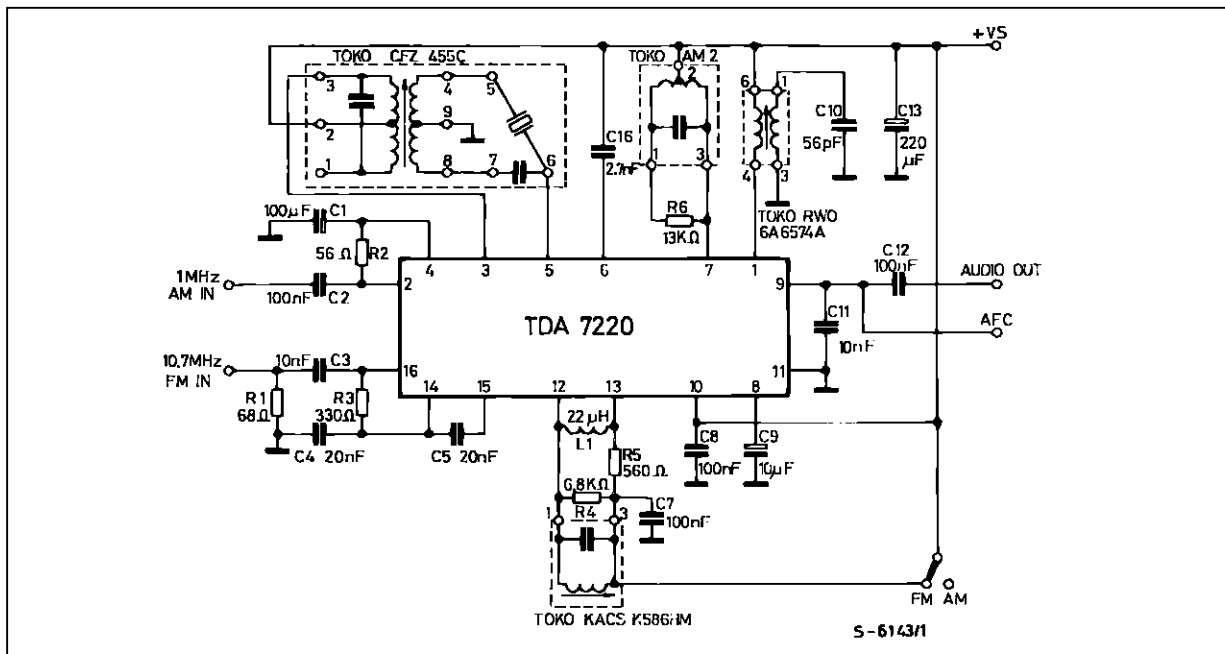 +VS
TOKO CFZ 455C
TOKO AM 2
3
4
5
2
6
1
2
9
C16
C10
C13
56pF
220
µF
1
8
7
6
2.7nF
1
3
4
3
R6
13KΩ
TOKO RWO
6A6574A
100µF
C1
56Ω
R2
4
3
5
6
7
1
C12
100nF
1MHz
AM IN
100nF
C2
2
9
AUDIO OUT
TDA 7220
C11
10nF
AFC
10,7MHz
FM IN
10nF
C3
16
11
14
15
12
13
10
8
R1
68Ω
R3
330Ω
22µH
L1
C4
20nF
C5
20nF
R5
560Ω
C8
100nF
C9
10µF
6,8KΩ
R4
C7
100nF
1
3
FM
AM
TOKO KACS K586HM
S-6143/1